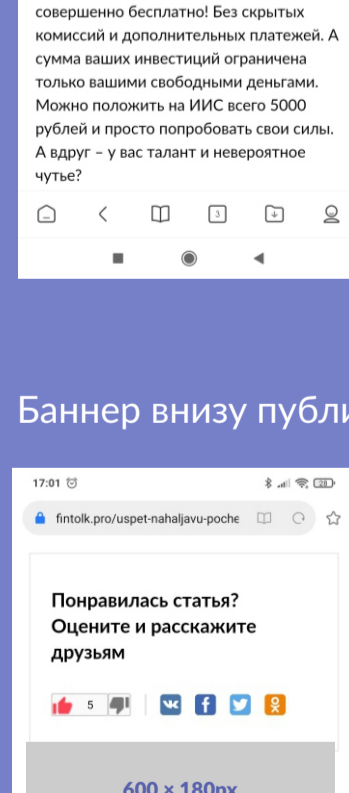 совершенно бесплатно! Без скрытых
комиссий и дополнительных платежей. А
сумма ваших инвестиций ограничена
только вашими свободными деньгами.
Можно положить на ИИС всего 5000
рублей и просто попробовать свои силы.
А вдруг – у вас талант и невероятное
чутье?
3
Баннер внизу
17:01
28
fintolk.pro/uspet-nahaljavu-poche
Понравилась статья?
Оцените и расскажите
друзьям
5
600 × 180px